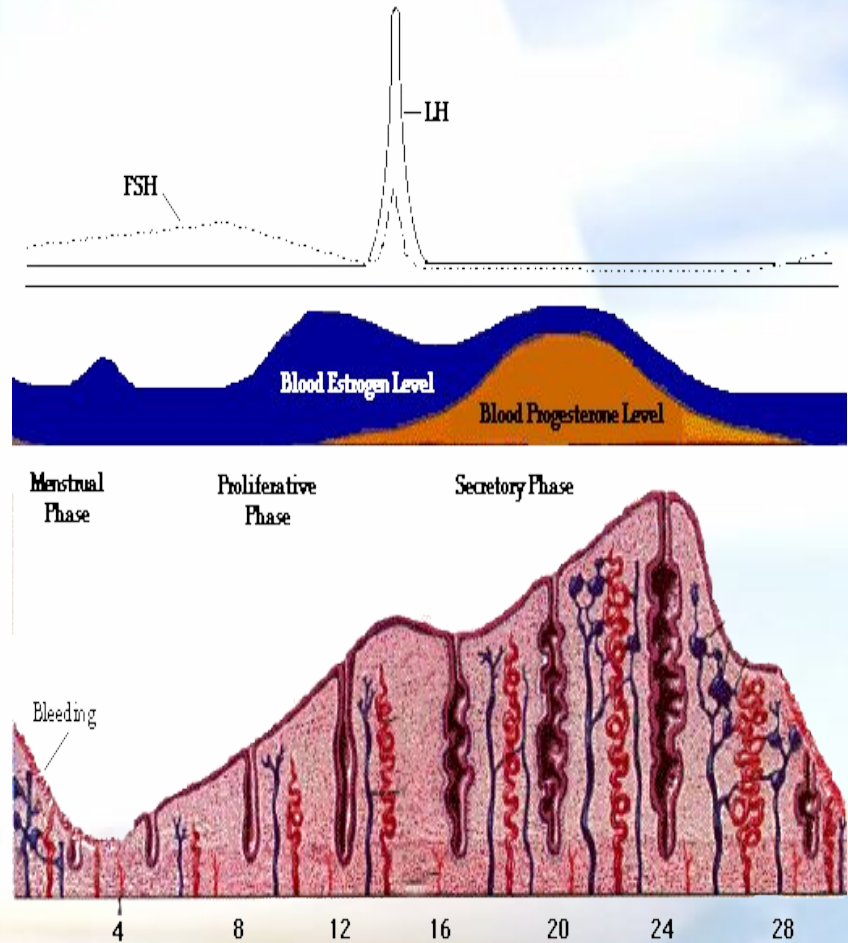 LH
FSH
Blood Estrogen Level
Blood Progesterone Level
Menstrual
Phase
Proliferative
Phase
Secretory Phase
Bleeding
4 8 12 16 20 24 28